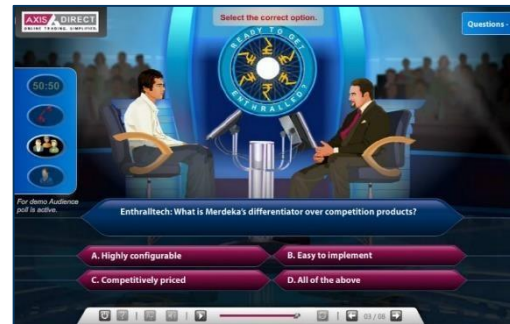 AXIS DIRECT
ONLINE TRADING. SIMPLIFIED.
Select the correct option.
Questions -
READY TO GET
ENTHRALLED?
50:50
For demo Audience
poll is active.
Enthralltech: What is Merdeka's differentiator over competition products?
A. Highly configurable
B. Easy to implement
C. Competitively priced
D. All of the above
03 / 08